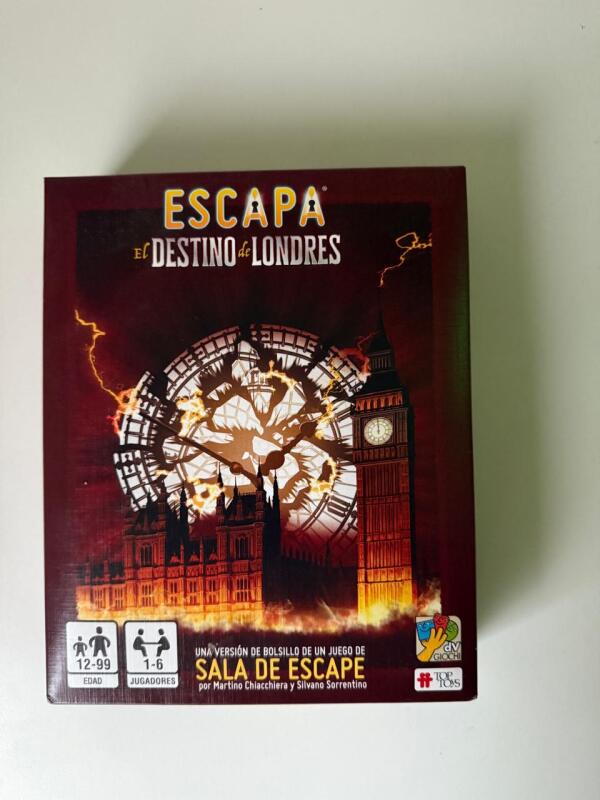 ESCAPA®
El DESTINO de LONDRES
12-99
EDAD
1-6
JUGADORES
UNA VERSIÓN DE BOLSILLO DE UN JUEGO DE
SALA DE ESCAPE
por Martino Chiacchiera y Silvano Sorrentino
dV
GIOCHI
TOP
TOYS